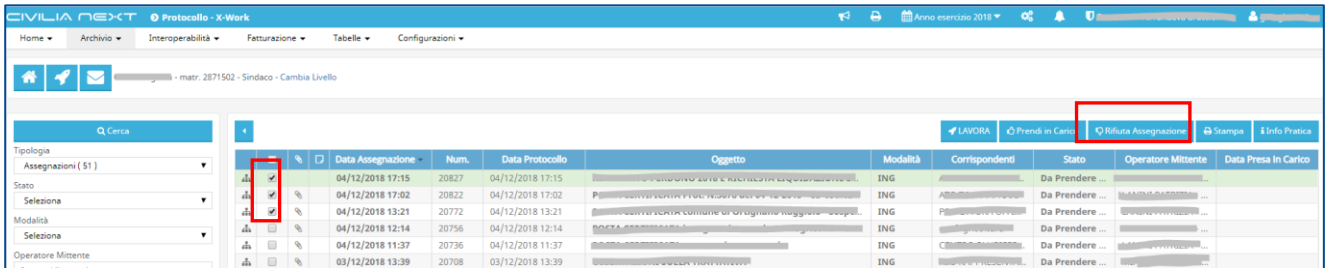 CIVILIA NEXT Protocollo - X-Work Anno esercizio 2018
Home Archivio Interoperabilità Fatturazione Tabelle Configurazioni
- matr. 2871502 - Sindaco - Cambia Livello
Cerca
LAVORA Prendi in Carico Rifiuta Assegnazione Stampa Info Pratica
Tipologia
Assegnazioni ( 51 )
Stato
Seleziona
Modalità
Seleziona
Operatore Mittente
Data Assegnazione Num. Data Protocollo Oggetto Modalità Corrispondenti Stato Operatore Mittente Data Presa In Carico
04/12/2018 17:15 20827 04/12/2018 17:15 ING Da Prendere ...
04/12/2018 17:02 20822 04/12/2018 17:02 ING Da Prendere ...
04/12/2018 13:21 20772 04/12/2018 13:21 ING Da Prendere ...
04/12/2018 12:14 20756 04/12/2018 12:14 ING Da Prendere ...
04/12/2018 11:37 20736 04/12/2018 11:37 ING Da Prendere ...
03/12/2018 13:39 20708 03/12/2018 13:39 ING Da Prendere ...